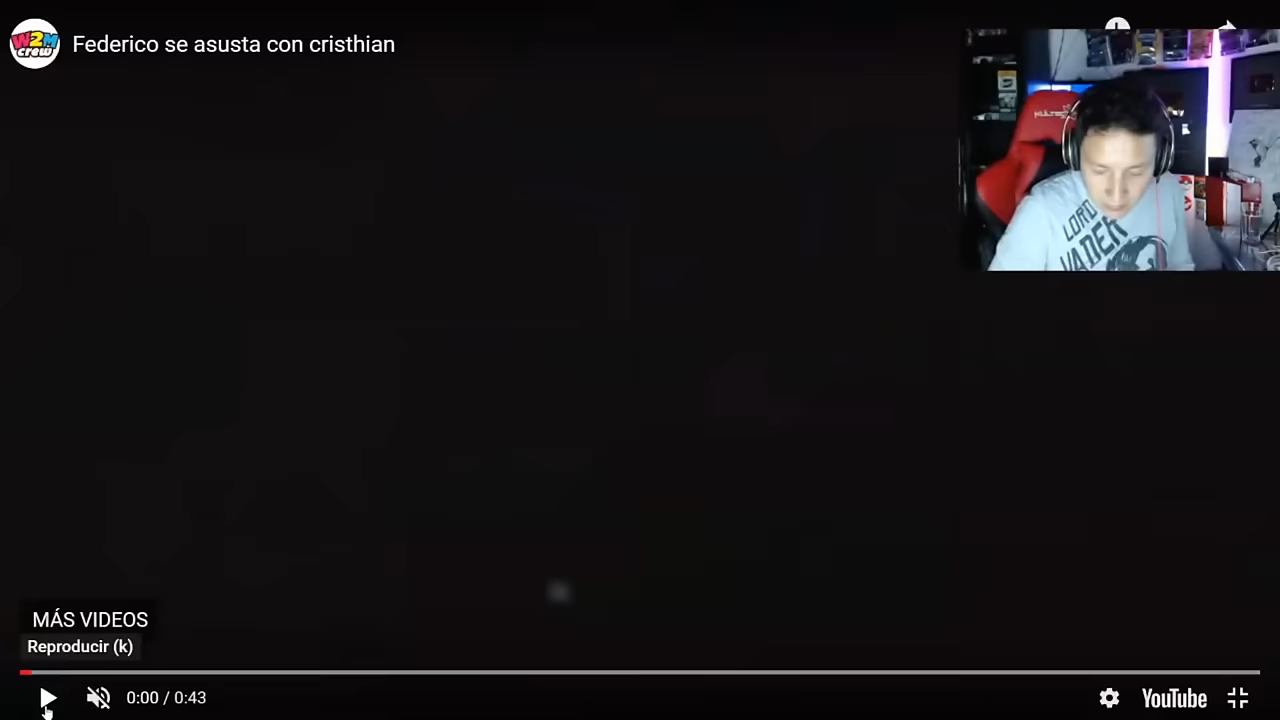 W2M
crew
Federico se asusta con cristhian
LORD
VADER
MÁS VIDEOS
Reproducir (k)
0:00 / 0:43
YouTube